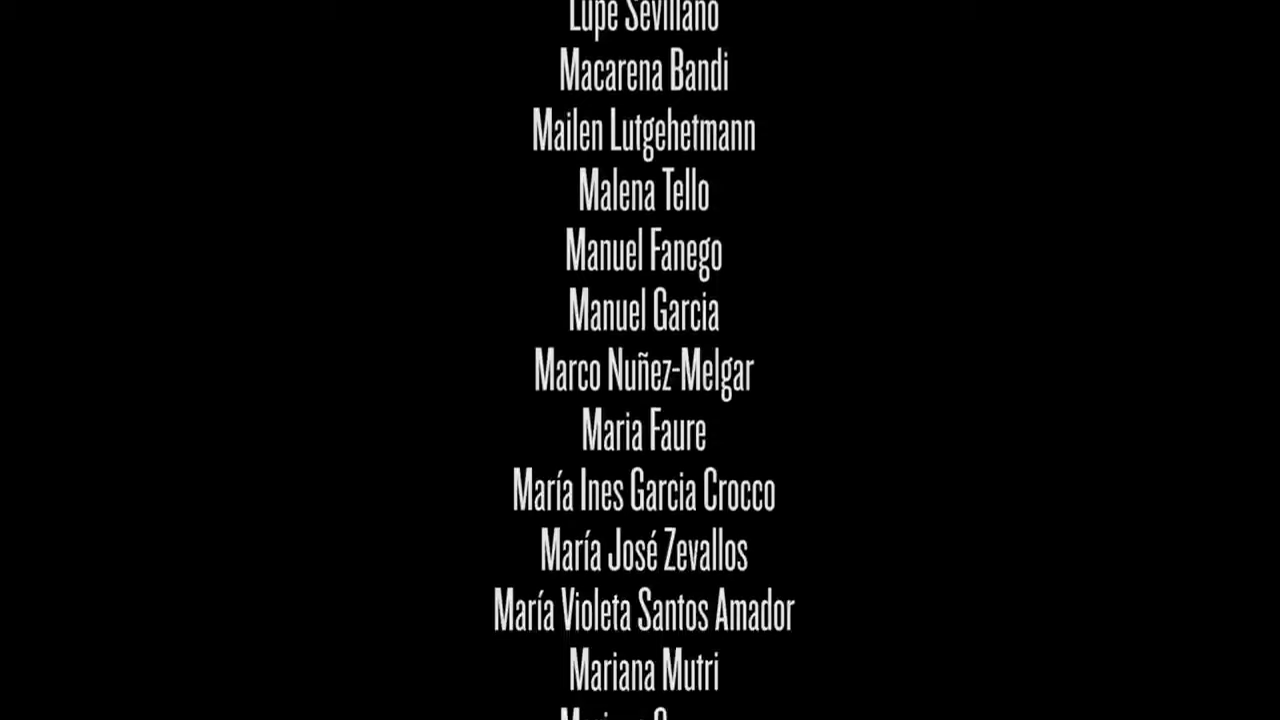 Lupe Sevillano
Macarena Bandi
Mailen Lutgehetmann
Malena Tello
Manuel Fanego
Manuel Garcia
Marco Nuñez-Melgar
Maria Faure
María Ines Garcia Crocco
María José Zevallos
María Violeta Santos Amador
Mariana Mutri